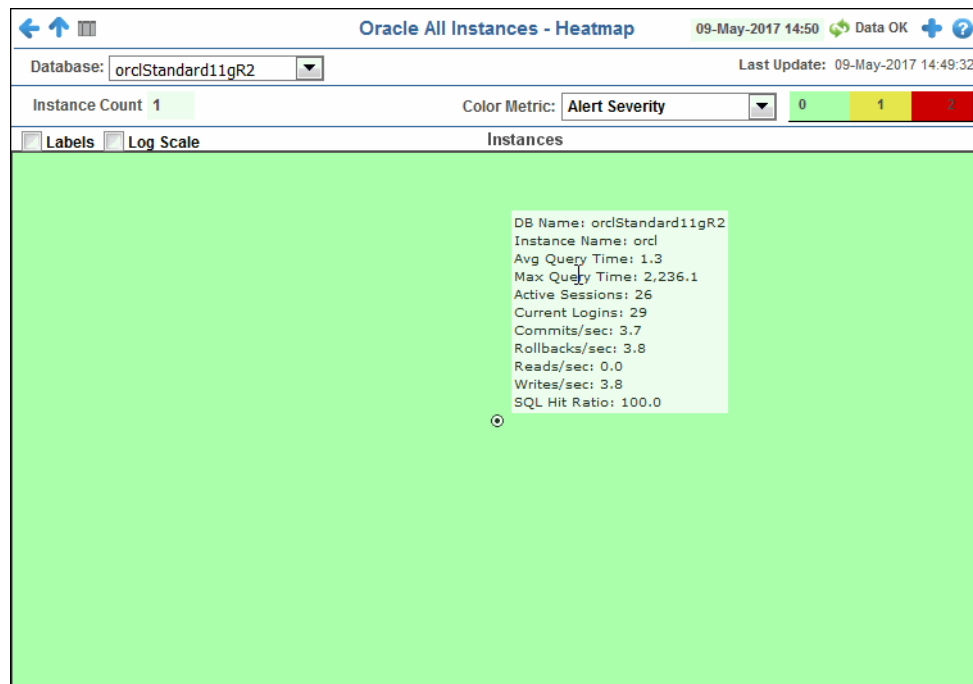 Oracle All Instances - Heatmap 09-May-2017 14:50 Data OK
Database: orclStandard11gR2 Last Update: 09-May-2017 14:49:32
Instance Count 1 Color Metric: Alert Severity 0 1 2
Labels Log Scale Instances
DB Name: orclStandard11gR2
Instance Name: orcl
Avg Query Time: 1.3
Max Query Time: 2,236.1
Active Sessions: 26
Current Logins: 29
Commits/sec: 3.7
Rollbacks/sec: 3.8
Reads/sec: 0.0
Writes/sec: 3.8
SQL Hit Ratio: 100.0